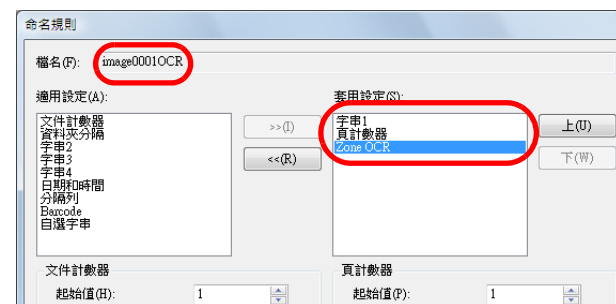 命名規則
檔名(F): image0001OCR
適用設定(A): 套用設定(S):
文件計數器
資料夾分隔
字串2
字串3
字串4
日期和時間
分隔列
Barcode
自選字串
>>(I)
<<(R)
字串1
頁計數器
Zone OCR
上(U)
下(W)
文件計數器 頁計數器
起始值(H): 1 起始值(P): 1